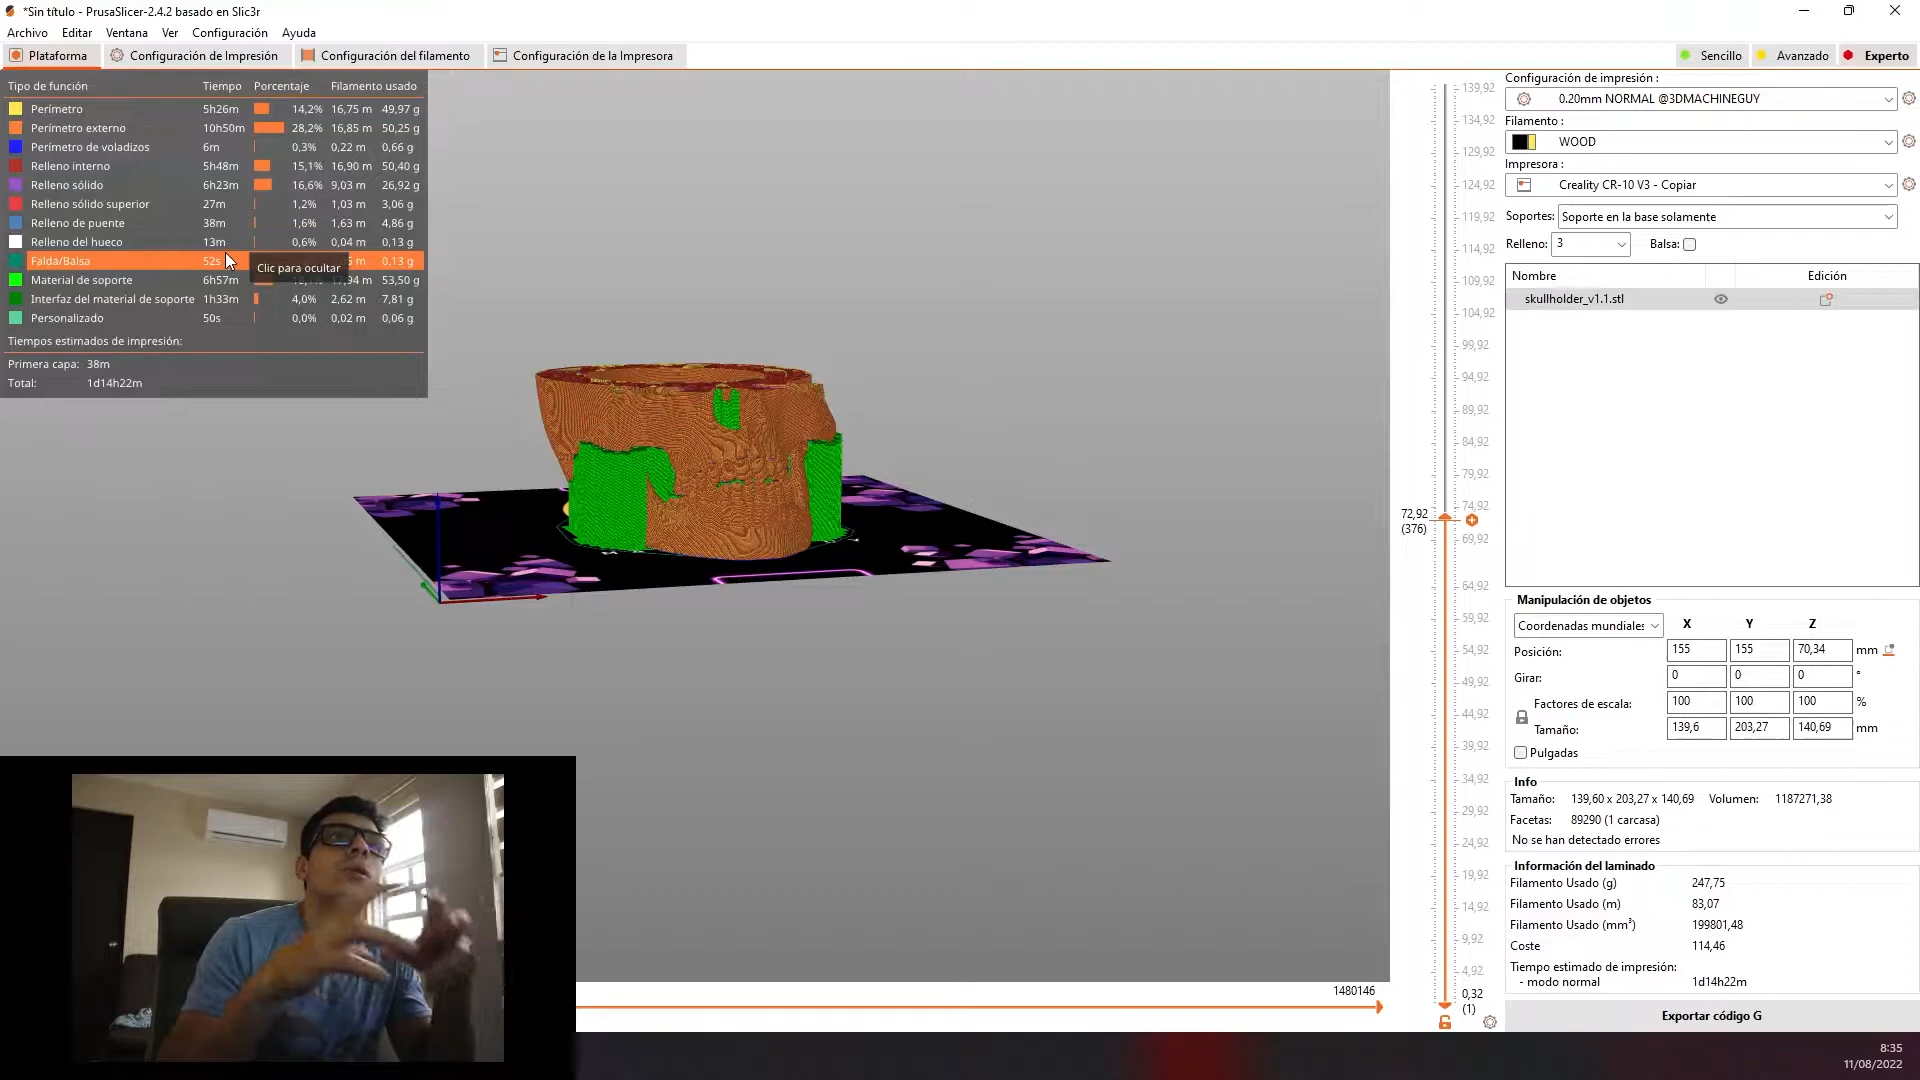 *Sin título - PrusaSlicer-2.4.2 basado en Slic3r
Archivo Editar Ventana Ver Configuración Ayuda
Plataforma Configuración de Impresión Configuración del filamento Configuración de la Impresora
Sencillo Avanzado Experto
Tipo de función Tiempo Porcentaje Filamento usado
Perímetro 5h26m 14,2% 16,75 m 49,97 g
Perímetro externo 10h50m 28,2% 16,85 m 50,25 g
Perímetro de voladizos 6m 0,3% 0,22 m 0,66 g
Relleno interno 5h48m 15,1% 16,90 m 50,40 g
Relleno sólido 6h23m 16,6% 9,03 m 26,92 g
Relleno sólido superior 27m 1,2% 1,03 m 3,06 g
Relleno de puente 38m 1,6% 1,63 m 4,86 g
Relleno del hueco 13m 0,6% 0,04 m 0,13 g
Falda/Balsa 52s m 0,13 g
Clic para ocultar
Material de soporte 6h57m 53,50 g
Interfaz del material de soporte 1h33m 4,0% 2,62 m 7,81 g
Personalizado 50s 0,0% 0,02 m 0,06 g
Tiempos estimados de impresión:
Primera capa: 38m
Total: 1d14h22m
139,92
134,92
129,92
124,92
119,92
114,92
109,92
104,92
99,92
94,92
89,92
84,92
79,92
74,92
72,92
(376)
69,92
64,92
59,92
54,92
49,92
44,92
39,92
34,92
29,92
24,92
19,92
14,92
9,92
4,92
0,32
(1)
1480146
Configuración de impresión :
0.20mm NORMAL @3DMACHINEGUY
Filamento :
WOOD
Impresora :
Creality CR-10 V3 - Copiar
Soportes: Soporte en la base solamente
Relleno: 3 Balsa:
Nombre Edición
skullholder_v1.1.stl
Manipulación de objetos
Coordenadas mundiales X Y Z
Posición: 155 155 70,34 mm
Girar: 0 0 0 °
Factores de escala: 100 100 100 %
Tamaño: 139,6 203,27 140,69 mm
Pulgadas
Info
Tamaño: 139,60 x 203,27 x 140,69 Volumen: 1187271,38
Facetas: 89290 (1 carcasa)
No se han detectado errores
Información del laminado
Filamento Usado (g) 247,75
Filamento Usado (m) 83,07
Filamento Usado (mm³) 199801,48
Coste 114,46
Tiempo estimado de impresión:
- modo normal 1d14h22m
Exportar código G
8:35
11/08/2022